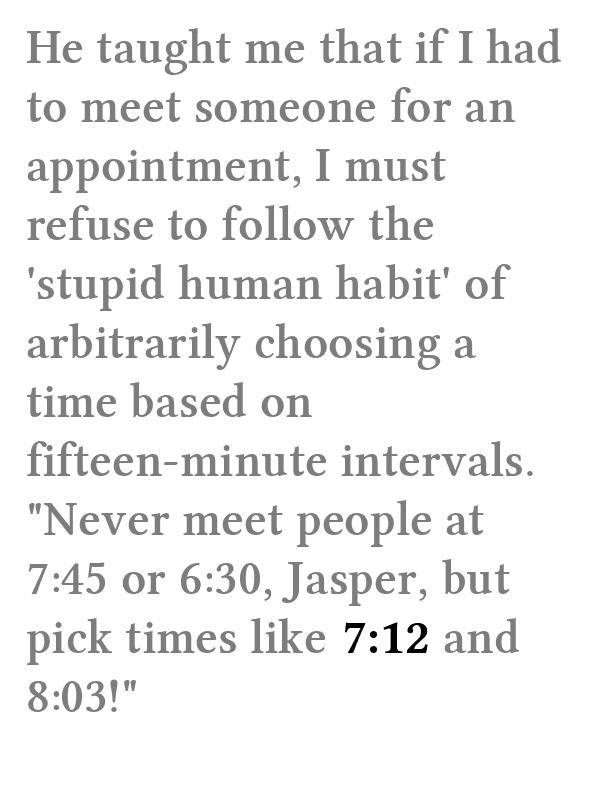 He taught me that if I had
to meet someone for an
appointment, I must
refuse to follow the
'stupid human habit' of
arbitrarily choosing a
time based on
fifteen-minute intervals.
"Never meet people at
7:45 or 6:30, Jasper, but
pick times like 7:12 and
8:03!"